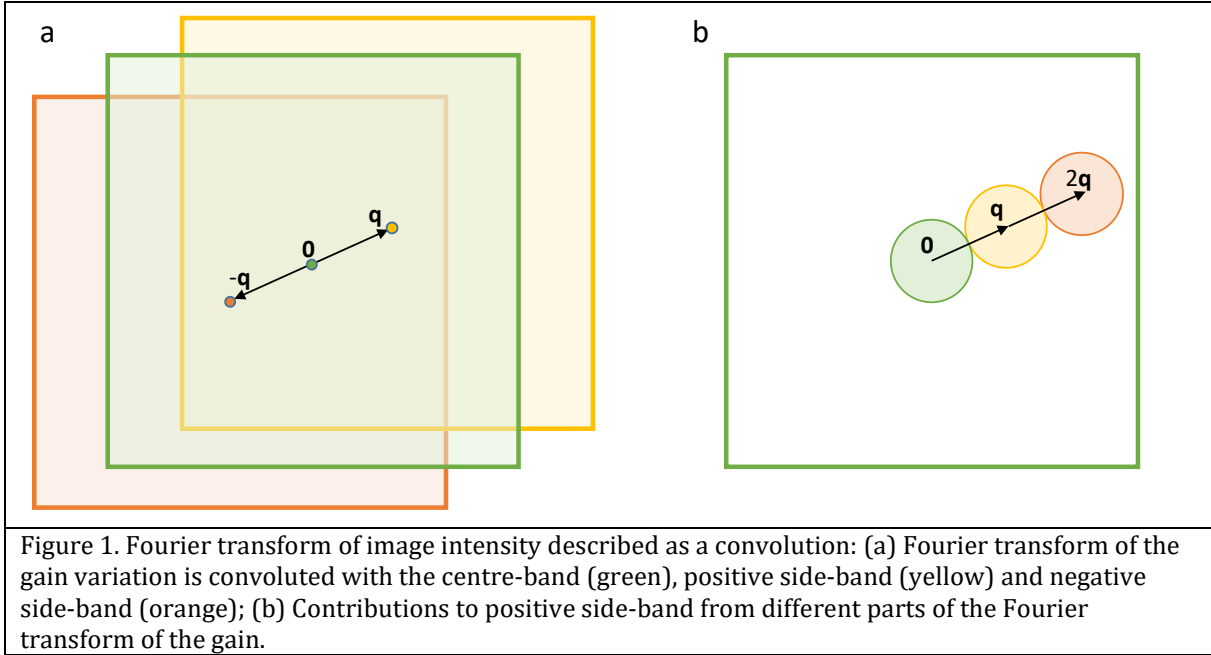 a
b
q
0
-q
2q
q
0
Figure 1. Fourier transform of image intensity described as a convolution: (a) Fourier transform of the
gain variation is convoluted with the centre-band (green), positive side-band (yellow) and negative
side-band (orange); (b) Contributions to positive side-band from different parts of the Fourier
transform of the gain.